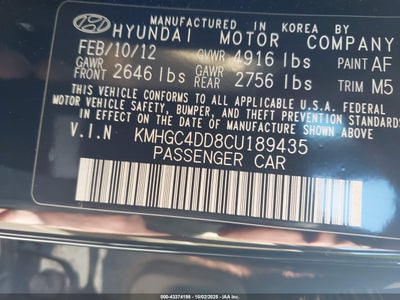 MANUFACTURED IN KOREA BY
HYUNDAI MOTOR COMPANY
FEB/10/12 GVWR 4916 lbs PAINT AF
GAWR FRONT 2646 lbs GAWR REAR 2756 lbs TRIM M5
THIS VEHICLE CONFORMS TO ALL APPLICABLE U.S.A. FEDERAL
MOTOR VEHICLE SAFETY, BUMPER, AND THEFT PREVENTION STANDARDS
IN EFFECT ON THE DATE OF MANUFACTURE SHOWN ABOVE.
V.I.N KMHGC4DD8CU189435
PASSENGER CAR
000-43374198 - 10/02/2025 - IAA Inc.